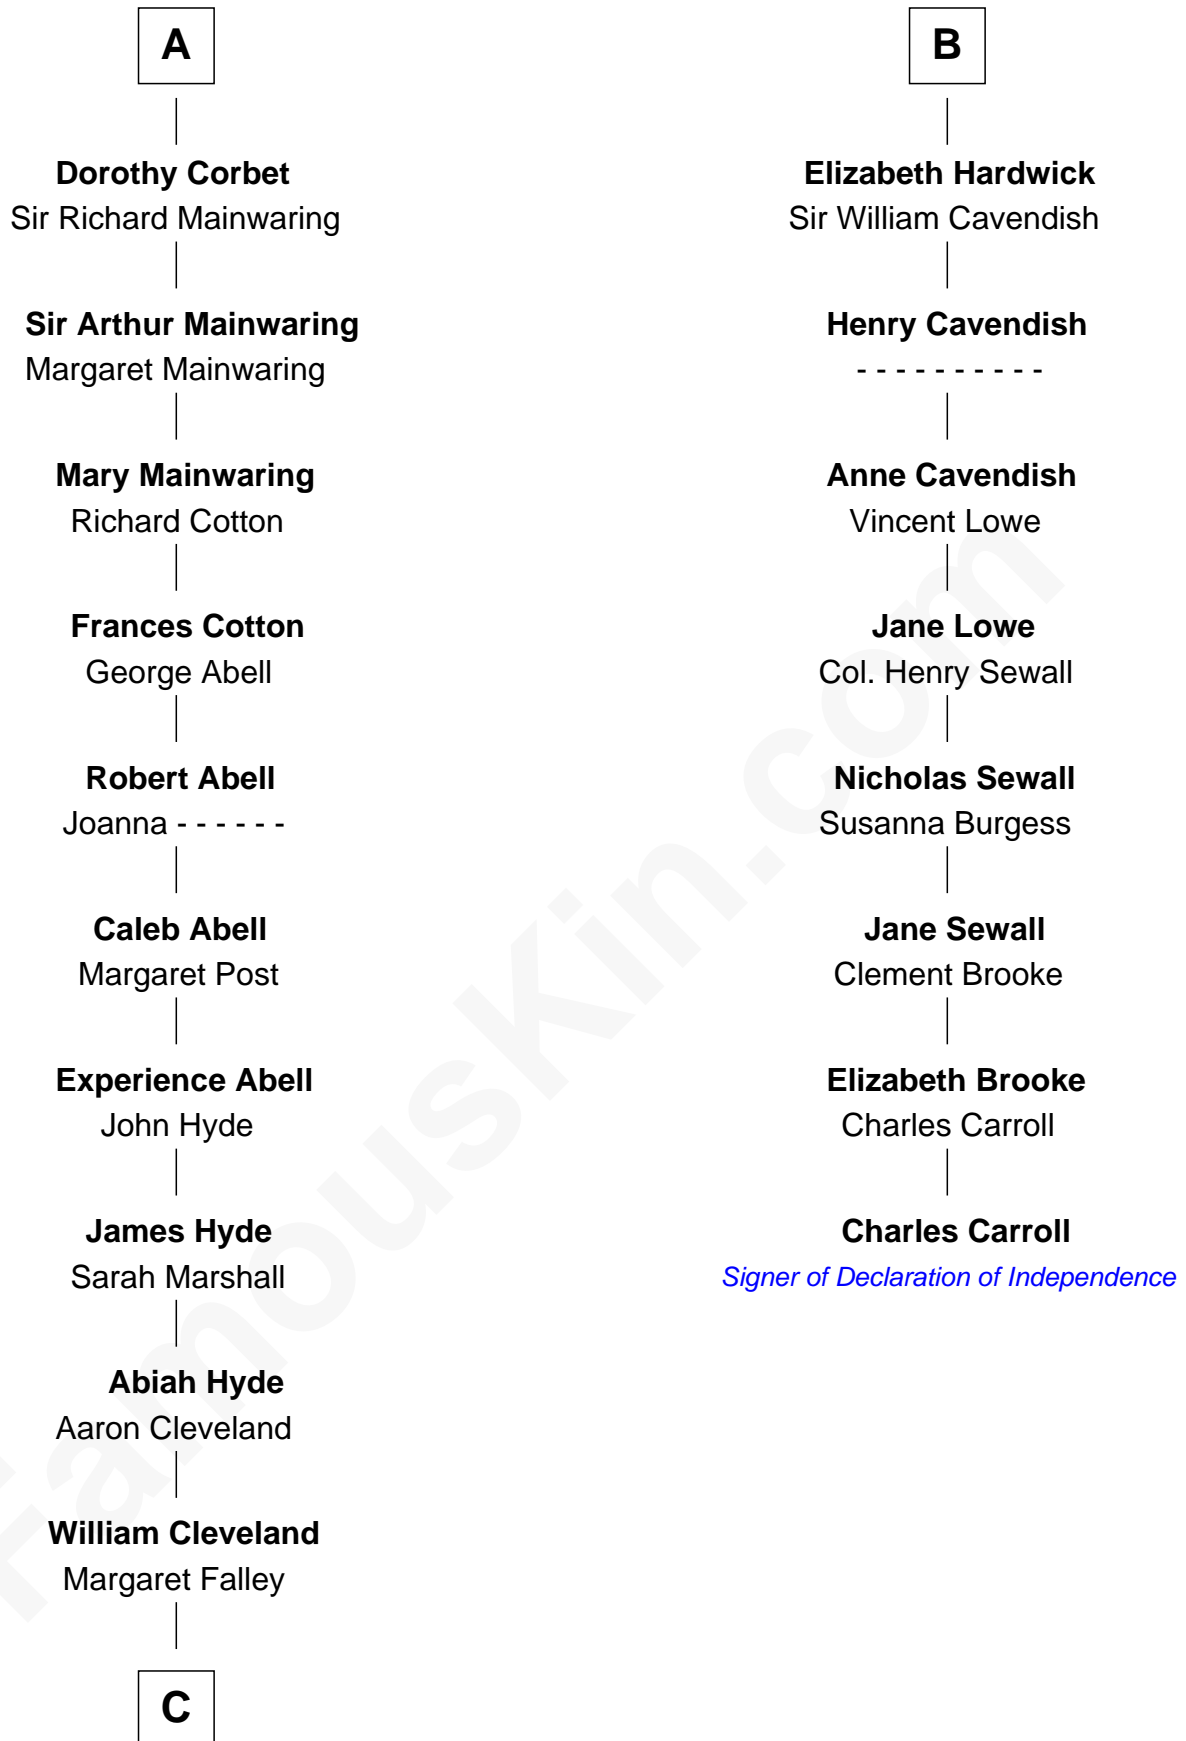 A
Dorothy Corbet
Sir Richard Mainwaring
Sir Arthur Mainwaring
Margaret Mainwaring
Mary Mainwaring
Richard Cotton
Frances Cotton
George Abell
Robert Abell
Joanna - - - - - -
Caleb Abell
Margaret Post
Experience Abell
John Hyde
James Hyde
Sarah Marshall
Abiah Hyde
Aaron Cleveland
William Cleveland
Margaret Falley
C
B
Elizabeth Hardwick
Sir William Cavendish
Henry Cavendish
- - - - - - - - - -
Anne Cavendish
Vincent Lowe
Jane Lowe
Col. Henry Sewall
Nicholas Sewall
Susanna Burgess
Jane Sewall
Clement Brooke
Elizabeth Brooke
Charles Carroll
Charles Carroll
Signer of Declaration of Independence
FamousKin.com